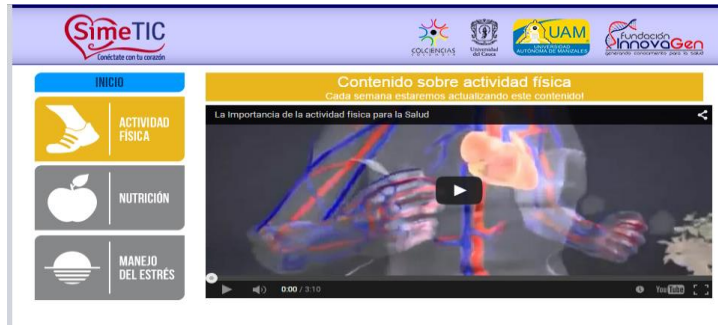 SimeTIC
Conéctate con tu corazón
COLCIENCIAS
COLOMBIA
Universidad
del Cauca
UAM
UNIVERSIDAD
AUTÓNOMA DE MANIZALES
Fundación
InnovaGen
generando conocimiento para la salud
INICIO
Contenido sobre actividad física
Cada semana estaremos actualizando este contenido!
ACTIVIDAD
FÍSICA
La Importancia de la actividad fisica para la Salud
NUTRICIÓN
MANEJO
DEL ESTRÉS
0:00 / 3:10
YouTube